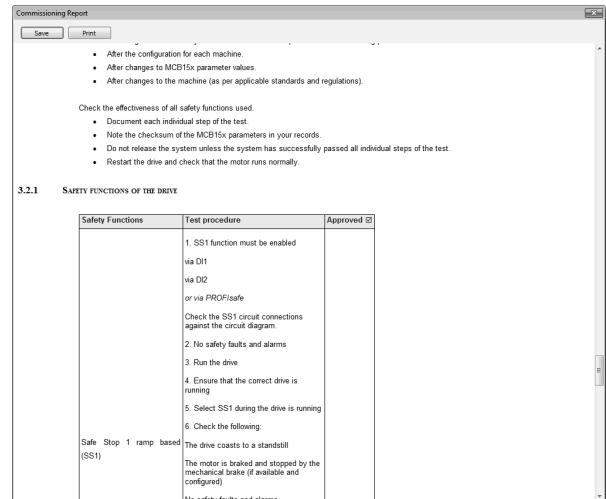 Commissioning Report
Save Print
• After the configuration for each machine.
• After changes to MCB15x parameter values.
• After changes to the machine (as per applicable standards and regulations).
Check the effectiveness of all safety functions used.
• Document each individual step of the test.
• Note the checksum of the MCB15x parameters in your records.
• Do not release the system unless the system has successfully passed all individual steps of the test.
• Restart the drive and check that the motor runs normally.
3.2.1 SAFETY FUNCTIONS OF THE DRIVE
Safety Functions Test procedure Approved ☑
1. SS1 function must be enabled
via DI1
via DI2
or via PROFIsafe
Check the SS1 circuit connections
against the circuit diagram.
2. No safety faults and alarms
3. Run the drive
4. Ensure that the correct drive is
running
5. Select SS1 during the drive is running
6. Check the following:
Safe Stop 1 ramp based
(SS1)
The drive coasts to a standstill
The motor is braked and stopped by the
mechanical brake (if available and
configured)
No safety faults and alarms